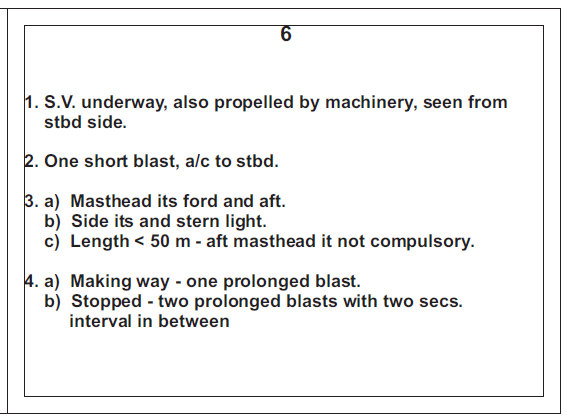 6
1. S.V. underway, also propelled by machinery, seen from
stbd side.
2. One short blast, a/c to stbd.
3. a) Masthead its ford and aft.
b) Side its and stern light.
c) Length < 50 m - aft masthead it not compulsory.
4. a) Making way - one prolonged blast.
b) Stopped - two prolonged blasts with two secs.
interval in between